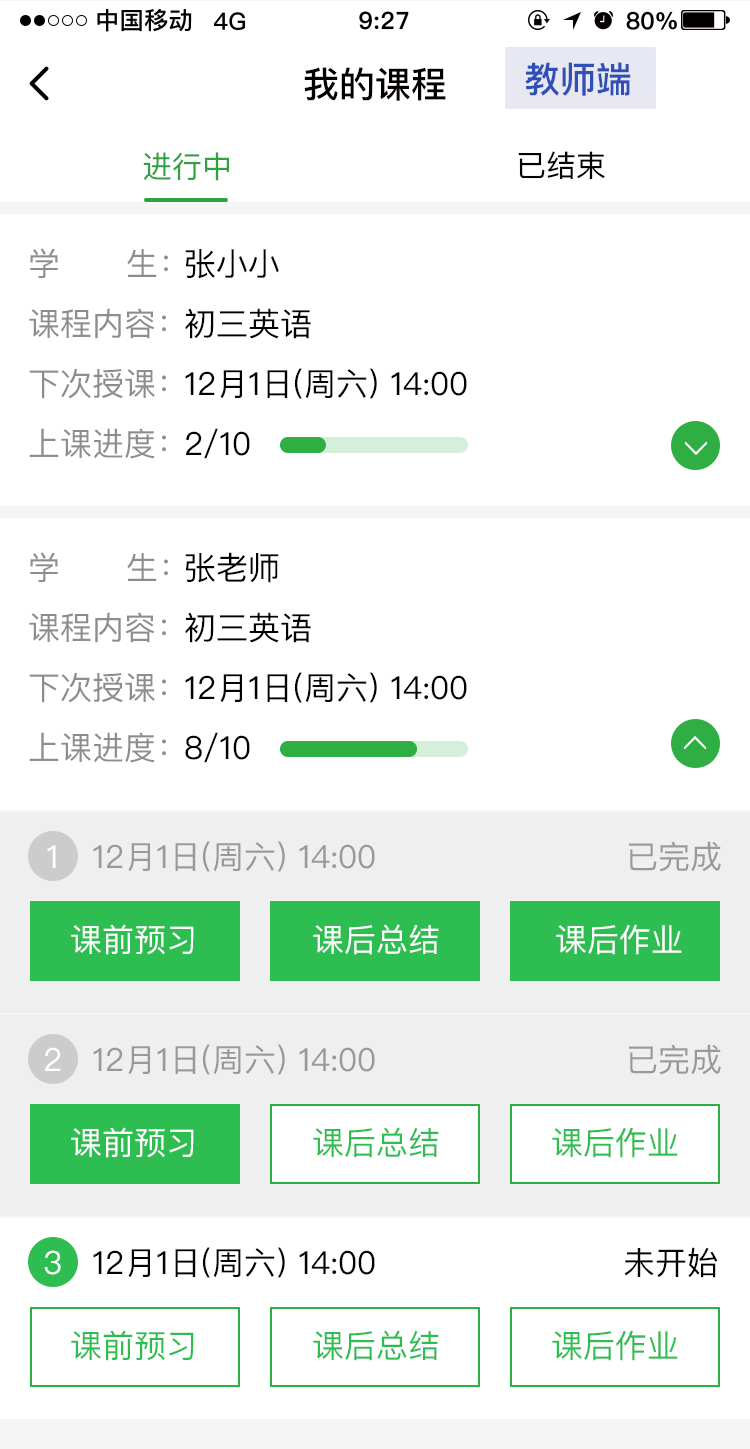 中国移动 4G 9:27 80%
我的课程 教师端
进行中 已结束
学 生：张小小
课程内容：初三英语
下次授课：12月1日(周六) 14:00
上课进度：2/10
学 生：张老师
课程内容：初三英语
下次授课：12月1日(周六) 14:00
上课进度：8/10
1 12月1日(周六) 14:00 已完成
课前预习 课后总结 课后作业
2 12月1日(周六) 14:00 已完成
课前预习 课后总结 课后作业
3 12月1日(周六) 14:00 未开始
课前预习 课后总结 课后作业